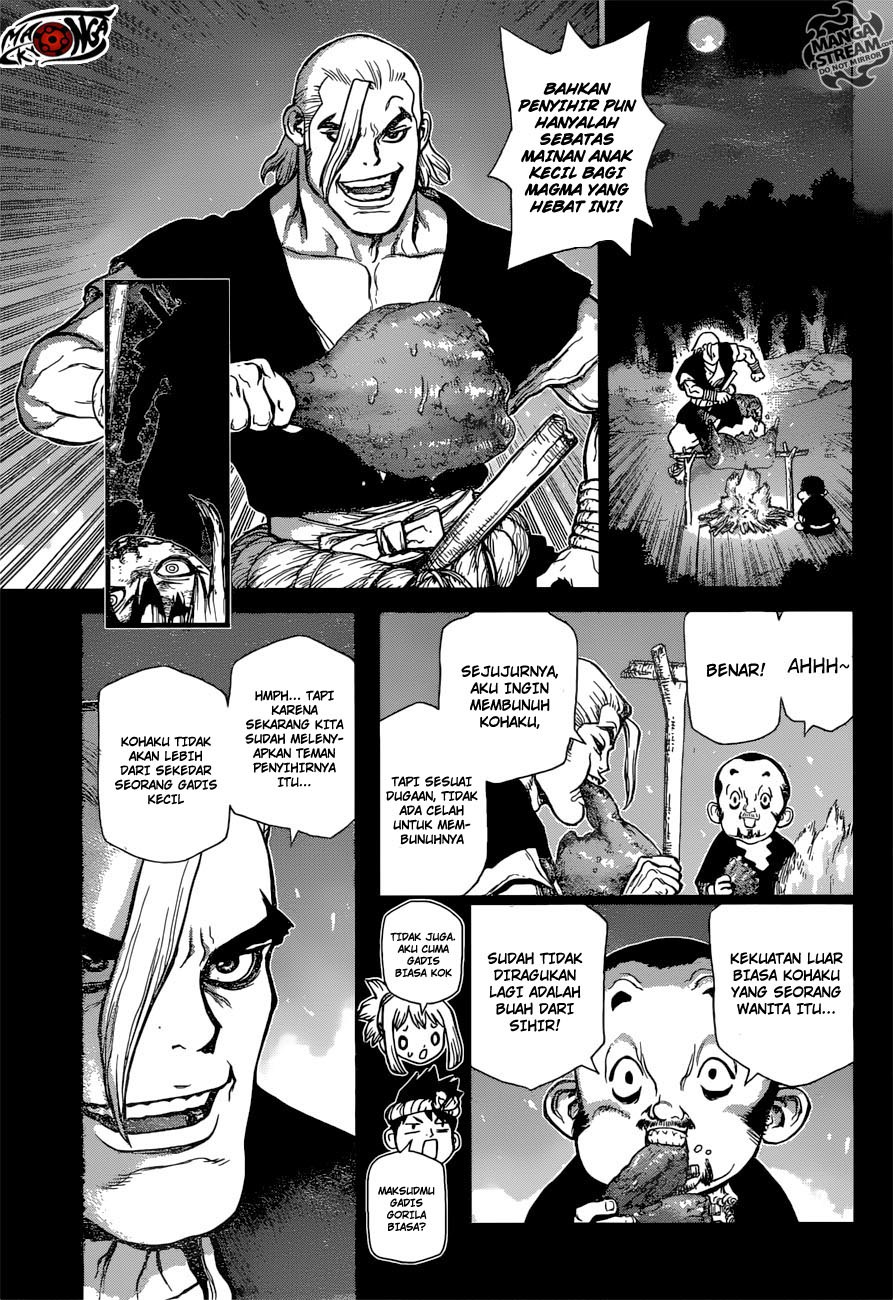 MANGAKU
MANGA
STREAM.com
DO NOT MIRROR
BAHKAN
PENYIHIR PUN
HANYALAH
SEBATAS
MAINAN ANAK
KECIL BAGI
MAGMA YANG
HEBAT INI!
AHHH~
BENAR!
SEJUJURNYA,
AKU INGIN
MEMBUNUH
KOHAKU,
TAPI SESUAI
DUGAAN, TIDAK
ADA CELAH
UNTUK MEM-
BUNUHNYA
HMPH... TAPI
KARENA
SEKARANG KITA
SUDAH MELENY-
APKAN TEMAN
PENYIHIRNYA
ITU...
KOHAKU TIDAK
AKAN LEBIH
DARI SEKEDAR
SEORANG GADIS
KECIL
KEKUATAN LUAR
BIASA KOHAKU
YANG SEORANG
WANITA ITU...
SUDAH TIDAK
DIRAGUKAN
LAGI ADALAH
BUAH DARI
SIHIR!
TIDAK JUGA.
AKU CUMA
GADIS
BIASA KOK
MAKSUDMU
GADIS
GORILA
BIASA?